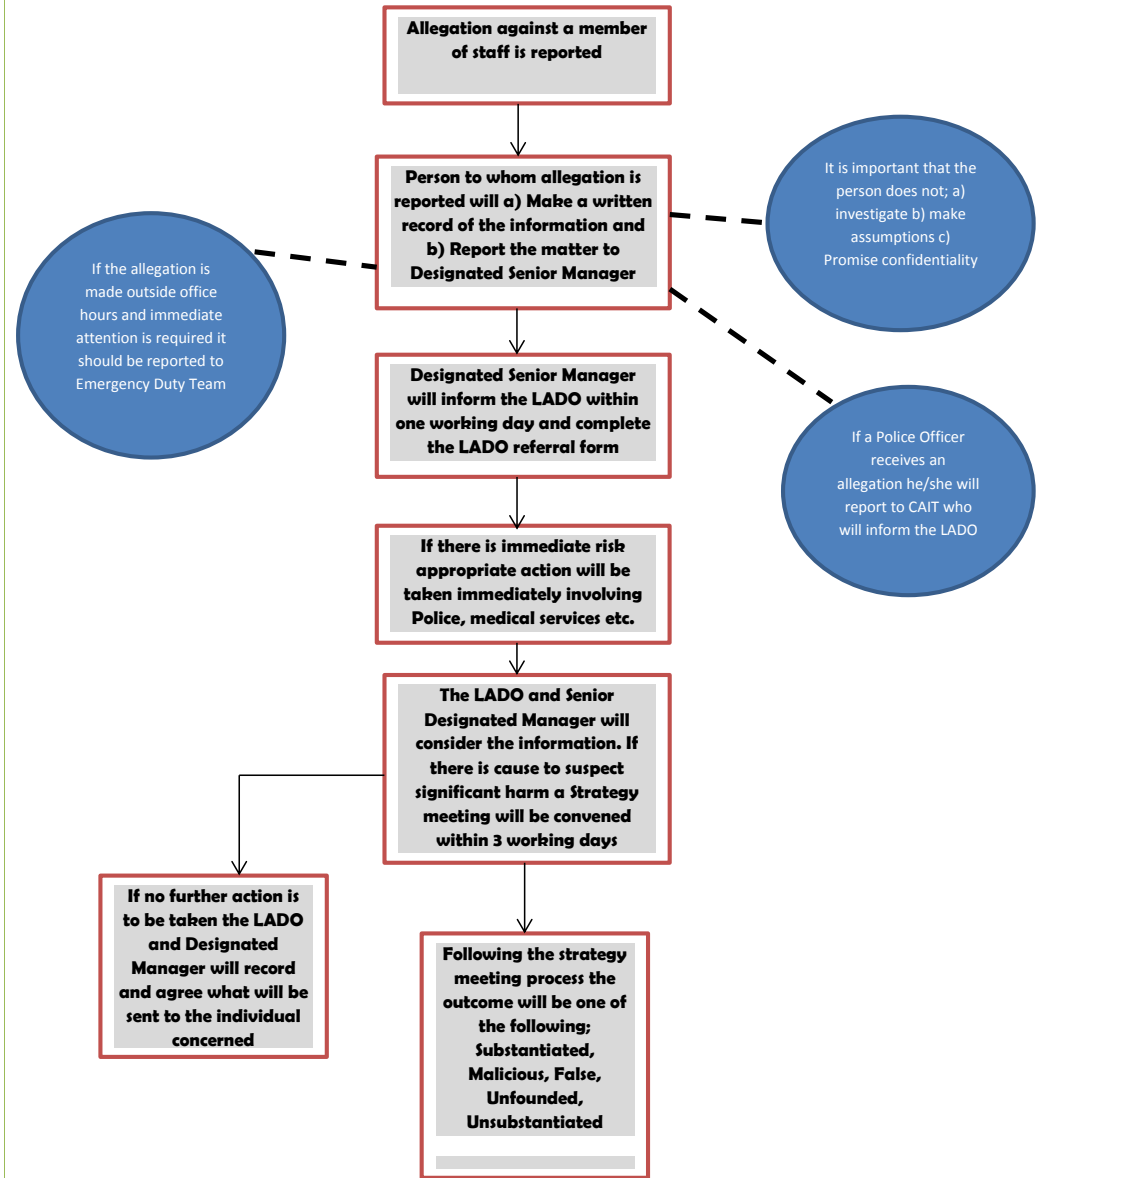 Allegation against a member
of staff is reported
Person to whom allegation is
reported will a) Make a written
record of the information and
b) Report the matter to
Designated Senior Manager
It is important that the
person does not; a)
investigate b) make
assumptions c)
Promise confidentiality
If the allegation is
made outside office
hours and immediate
attention is required it
should be reported to
Emergency Duty Team
Designated Senior Manager
will inform the LADO within
one working day and complete
the LADO referral form
If a Police Officer
receives an
allegation he/she will
report to CAIT who
will inform the LADO
If there is immediate risk
appropriate action will be
taken immediately involving
Police, medical services etc.
The LADO and Senior
Designated Manager will
consider the information. If
there is cause to suspect
significant harm a Strategy
meeting will be convened
within 3 working days
If no further action is
to be taken the LADO
and Designated
Manager will record
and agree what will be
sent to the individual
concerned
Following the strategy
meeting process the
outcome will be one of
the following;
Substantiated,
Malicious, False,
Unfounded,
Unsubstantiated